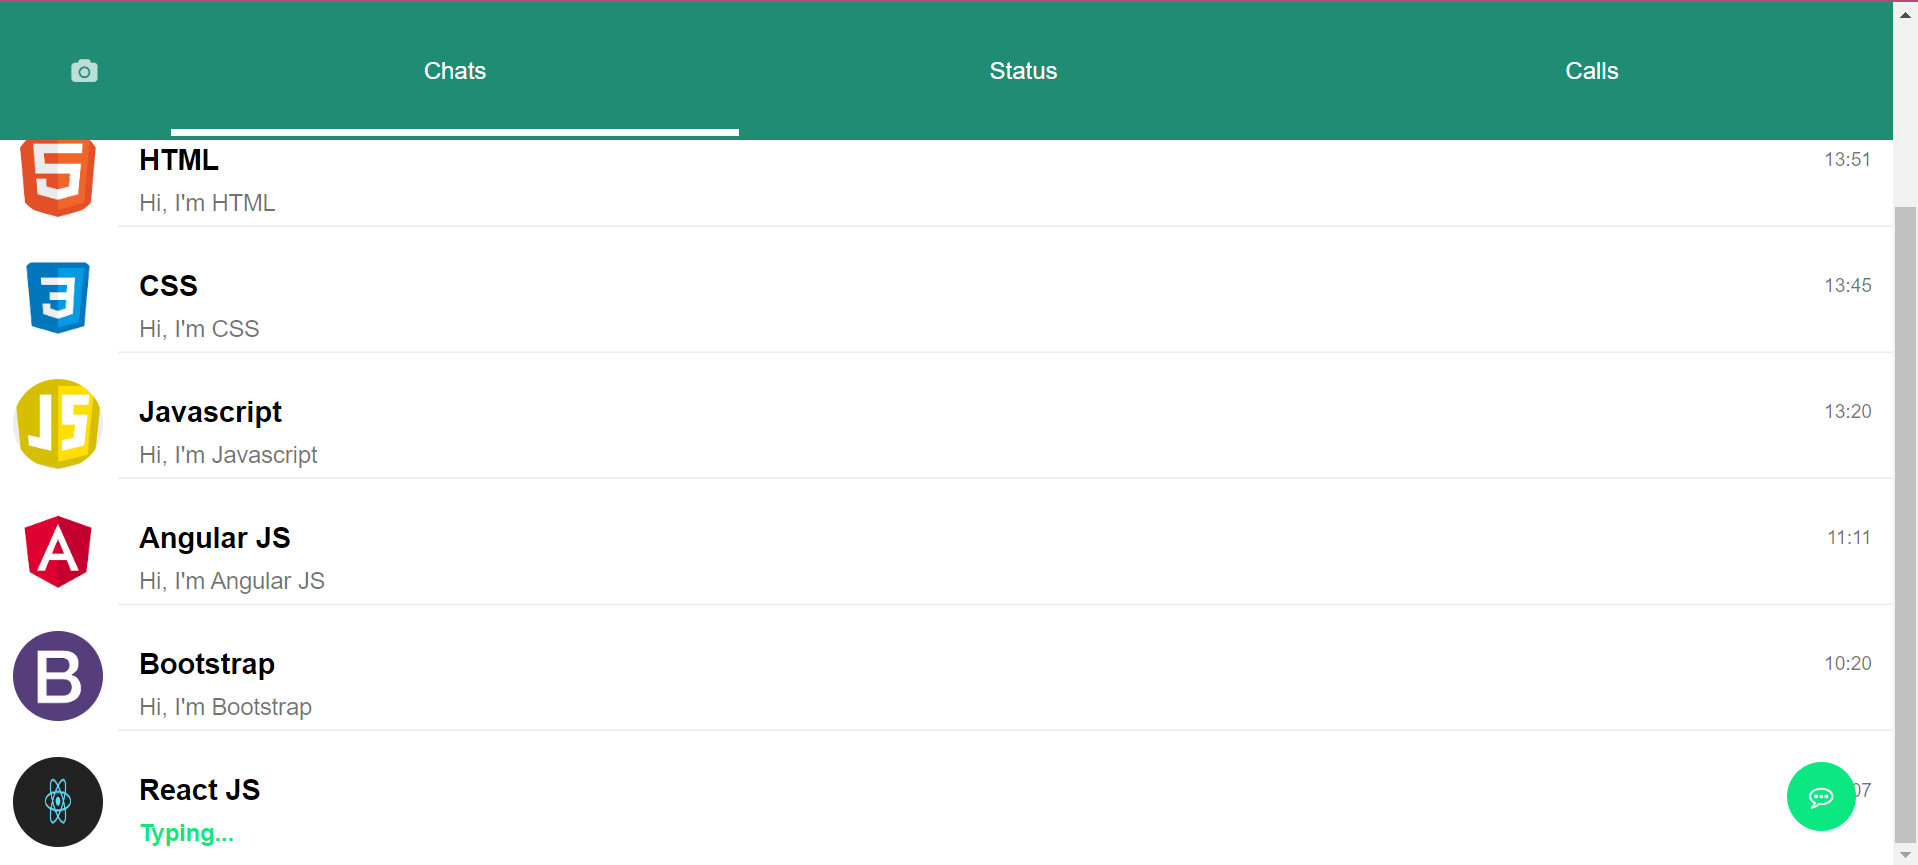 Chats Status Calls
HTML 13:51
Hi, I'm HTML
CSS 13:45
Hi, I'm CSS
JS
Javascript 13:20
Hi, I'm Javascript
A
Angular JS 11:11
Hi, I'm Angular JS
B
Bootstrap 10:20
Hi, I'm Bootstrap
React JS 07
Typing...